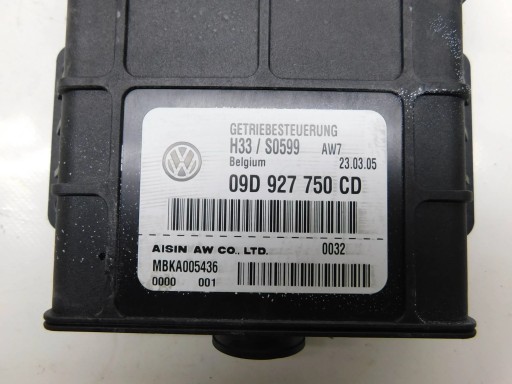 GETRIEBESTEUERUNG
H33 / S0599 AW7
Belgium 23.03.05
09D 927 750 CD
AISIN AW CO., LTD. 0032
MBKA005436
0000 001